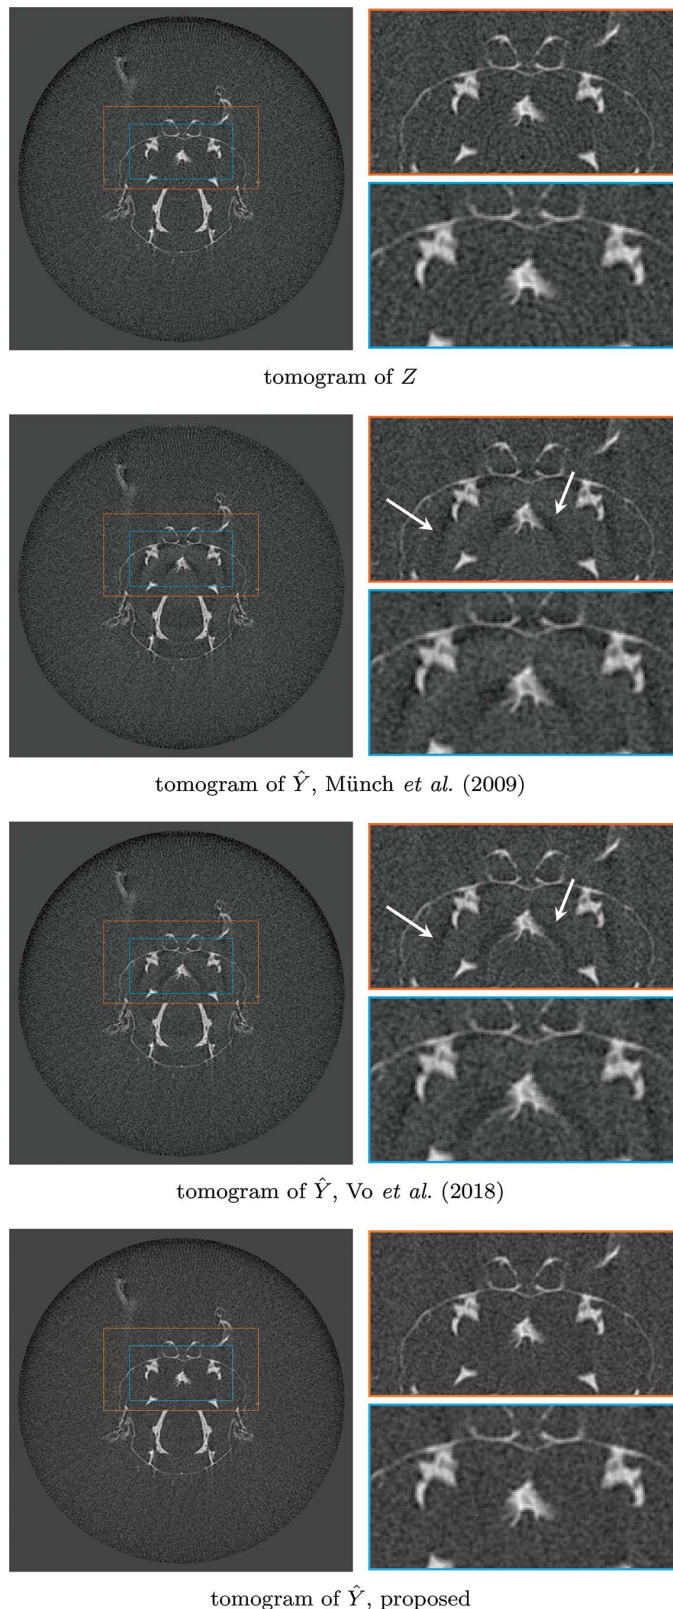 tomogram of Z
tomogram of Ŷ, Münch et al. (2009)
tomogram of Ŷ, Vo et al. (2018)
tomogram of Ŷ, proposed